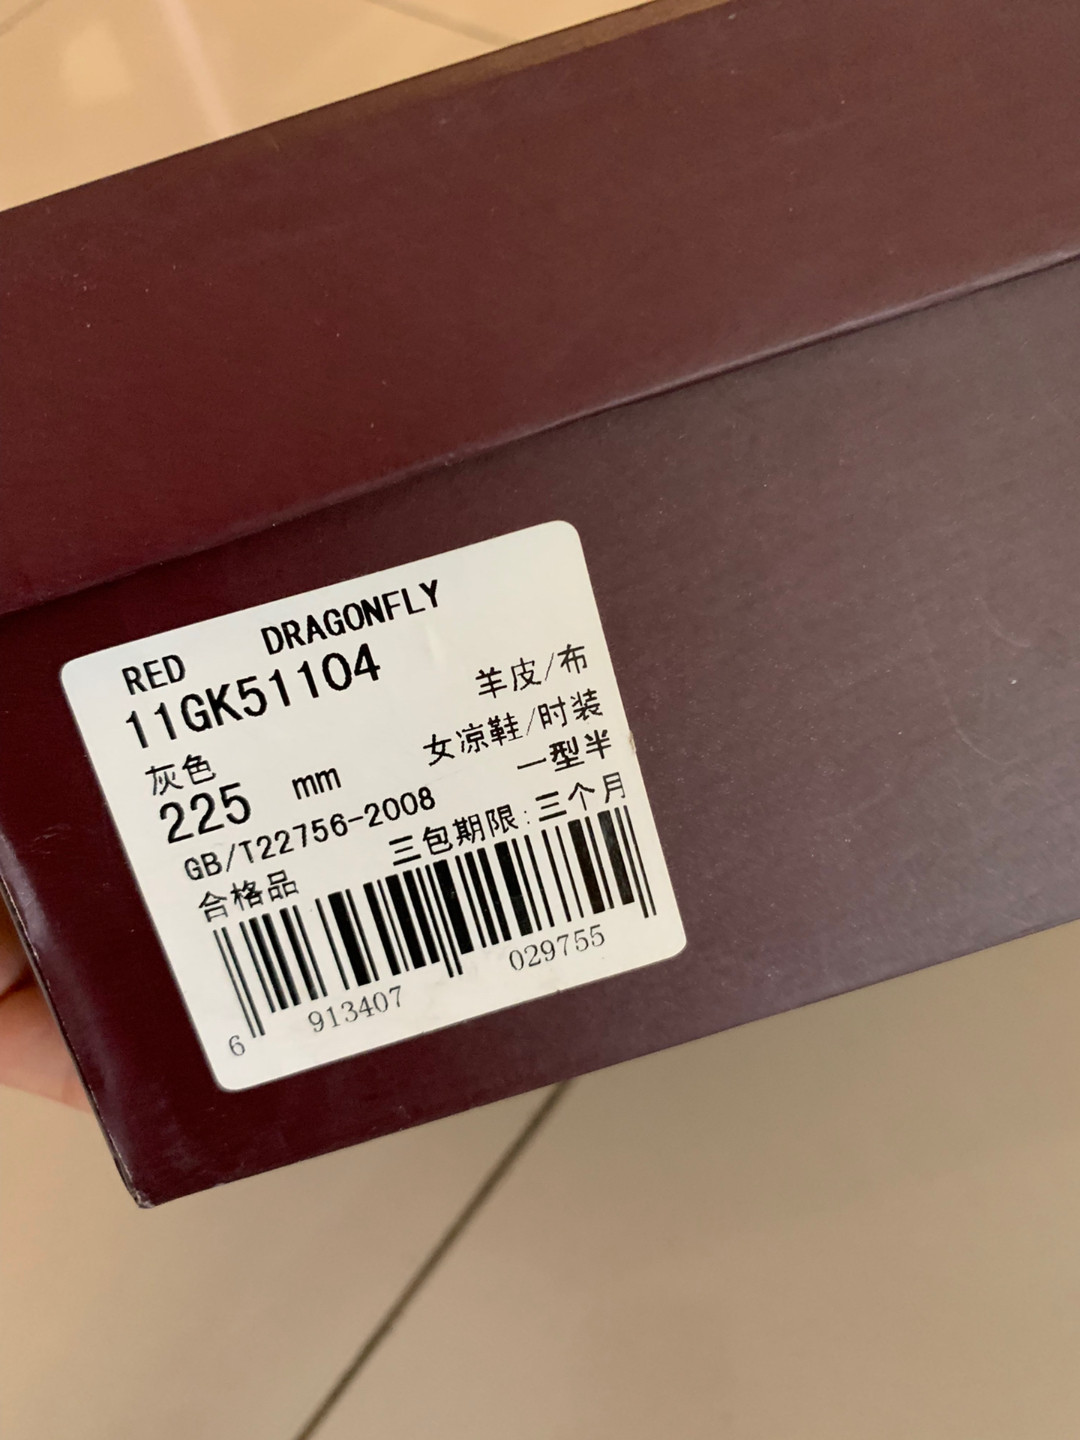 RED DRAGONFLY
11GK51104
羊皮/布
灰色
女凉鞋/时装
225 mm
一型半
GB/T22756-2008
三包期限:三个月
合格品
6 913407 029755